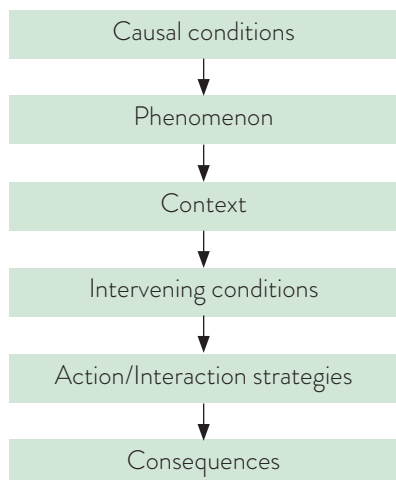 Causal conditions
Phenomenon
Context
Intervening conditions
Action/Interaction strategies
Consequences